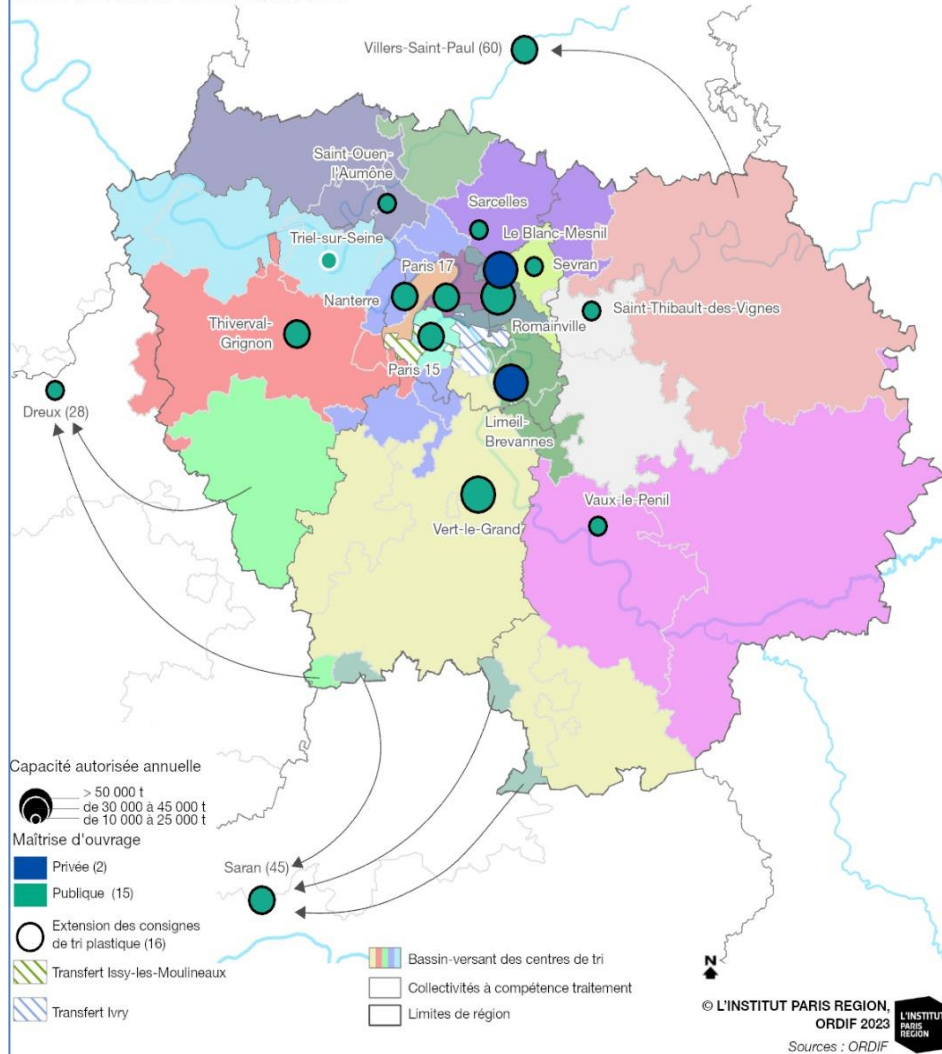 Villers-Saint-Paul (60)
Saint-Ouen-
l'Aumône
Sarcelles
Le Blanc-Mesnil
Triel-sur-Seine
Paris 17
Sevran
Nanterre
Saint-Thibault-des-Vignes
Thiverval-
Grignon
Romainville
Paris 15
Dreux (28)
Limeil-
Brevannes
Vaux-le-Penil
Vert-le-Grand
Capacité autorisée annuelle
> 50 000 t
de 30 000 à 45 000 t
de 10 000 à 25 000 t
Maîtrise d'ouvrage
Privée (2)
Publique (15)
Extension des consignes
de tri plastique (16)
Transfert Issy-les-Moulineaux
Transfert Ivry
Saran (45)
Bassin-versant des centres de tri
Collectivités à compétence traitement
Limites de région
N
© L'INSTITUT PARIS REGION,
ORDIF 2023
Sources : ORDIF
L'INSTITUT
PARIS
REGION